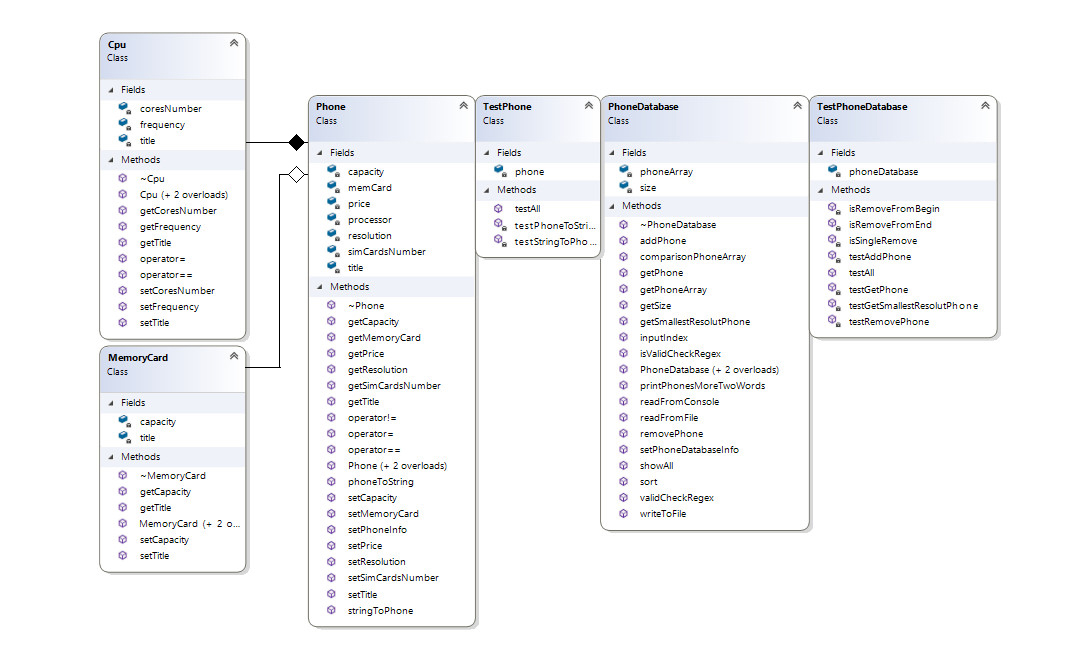 Cpu
Class
Fields
coresNumber
frequency
title
Methods
~Cpu
Cpu (+ 2 overloads)
getCoresNumber
getFrequency
getTitle
operator=
operator==
setCoresNumber
setFrequency
setTitle
MemoryCard
Class
Fields
capacity
title
Methods
~MemoryCard
getCapacity
getTitle
MemoryCard (+ 2 o...
setCapacity
setTitle
Phone
Class
Fields
capacity
memCard
price
processor
resolution
simCardsNumber
title
Methods
~Phone
getCapacity
getMemoryCard
getPrice
getResolution
getSimCardsNumber
getTitle
operator!=
operator=
operator==
Phone (+ 2 overloads)
phoneToString
setCapacity
setMemoryCard
setPhoneInfo
setPrice
setResolution
setSimCardsNumber
setTitle
stringToPhone
TestPhone
Class
Fields
phone
Methods
testAll
testPhoneToStri...
testStringToPho...
PhoneDatabase
Class
Fields
phoneArray
size
Methods
~PhoneDatabase
addPhone
comparisonPhoneArray
getPhone
getPhoneArray
getSize
getSmallestResolutPhone
inputIndex
isValidCheckRegex
PhoneDatabase (+ 2 overloads)
printPhonesMoreTwoWords
readFromConsole
readFromFile
removePhone
setPhoneDatabaseInfo
showAll
sort
validCheckRegex
writeToFile
TestPhoneDatabase
Class
Fields
phoneDatabase
Methods
isRemoveFromBegin
isRemoveFromEnd
isSingleRemove
testAddPhone
testAll
testGetPhone
testGetSmallestResolutPhone
testRemovePhone